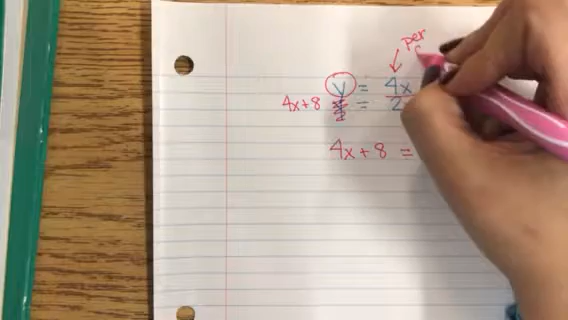 per
y = 4x
4x+8 = 2
4x + 8 =